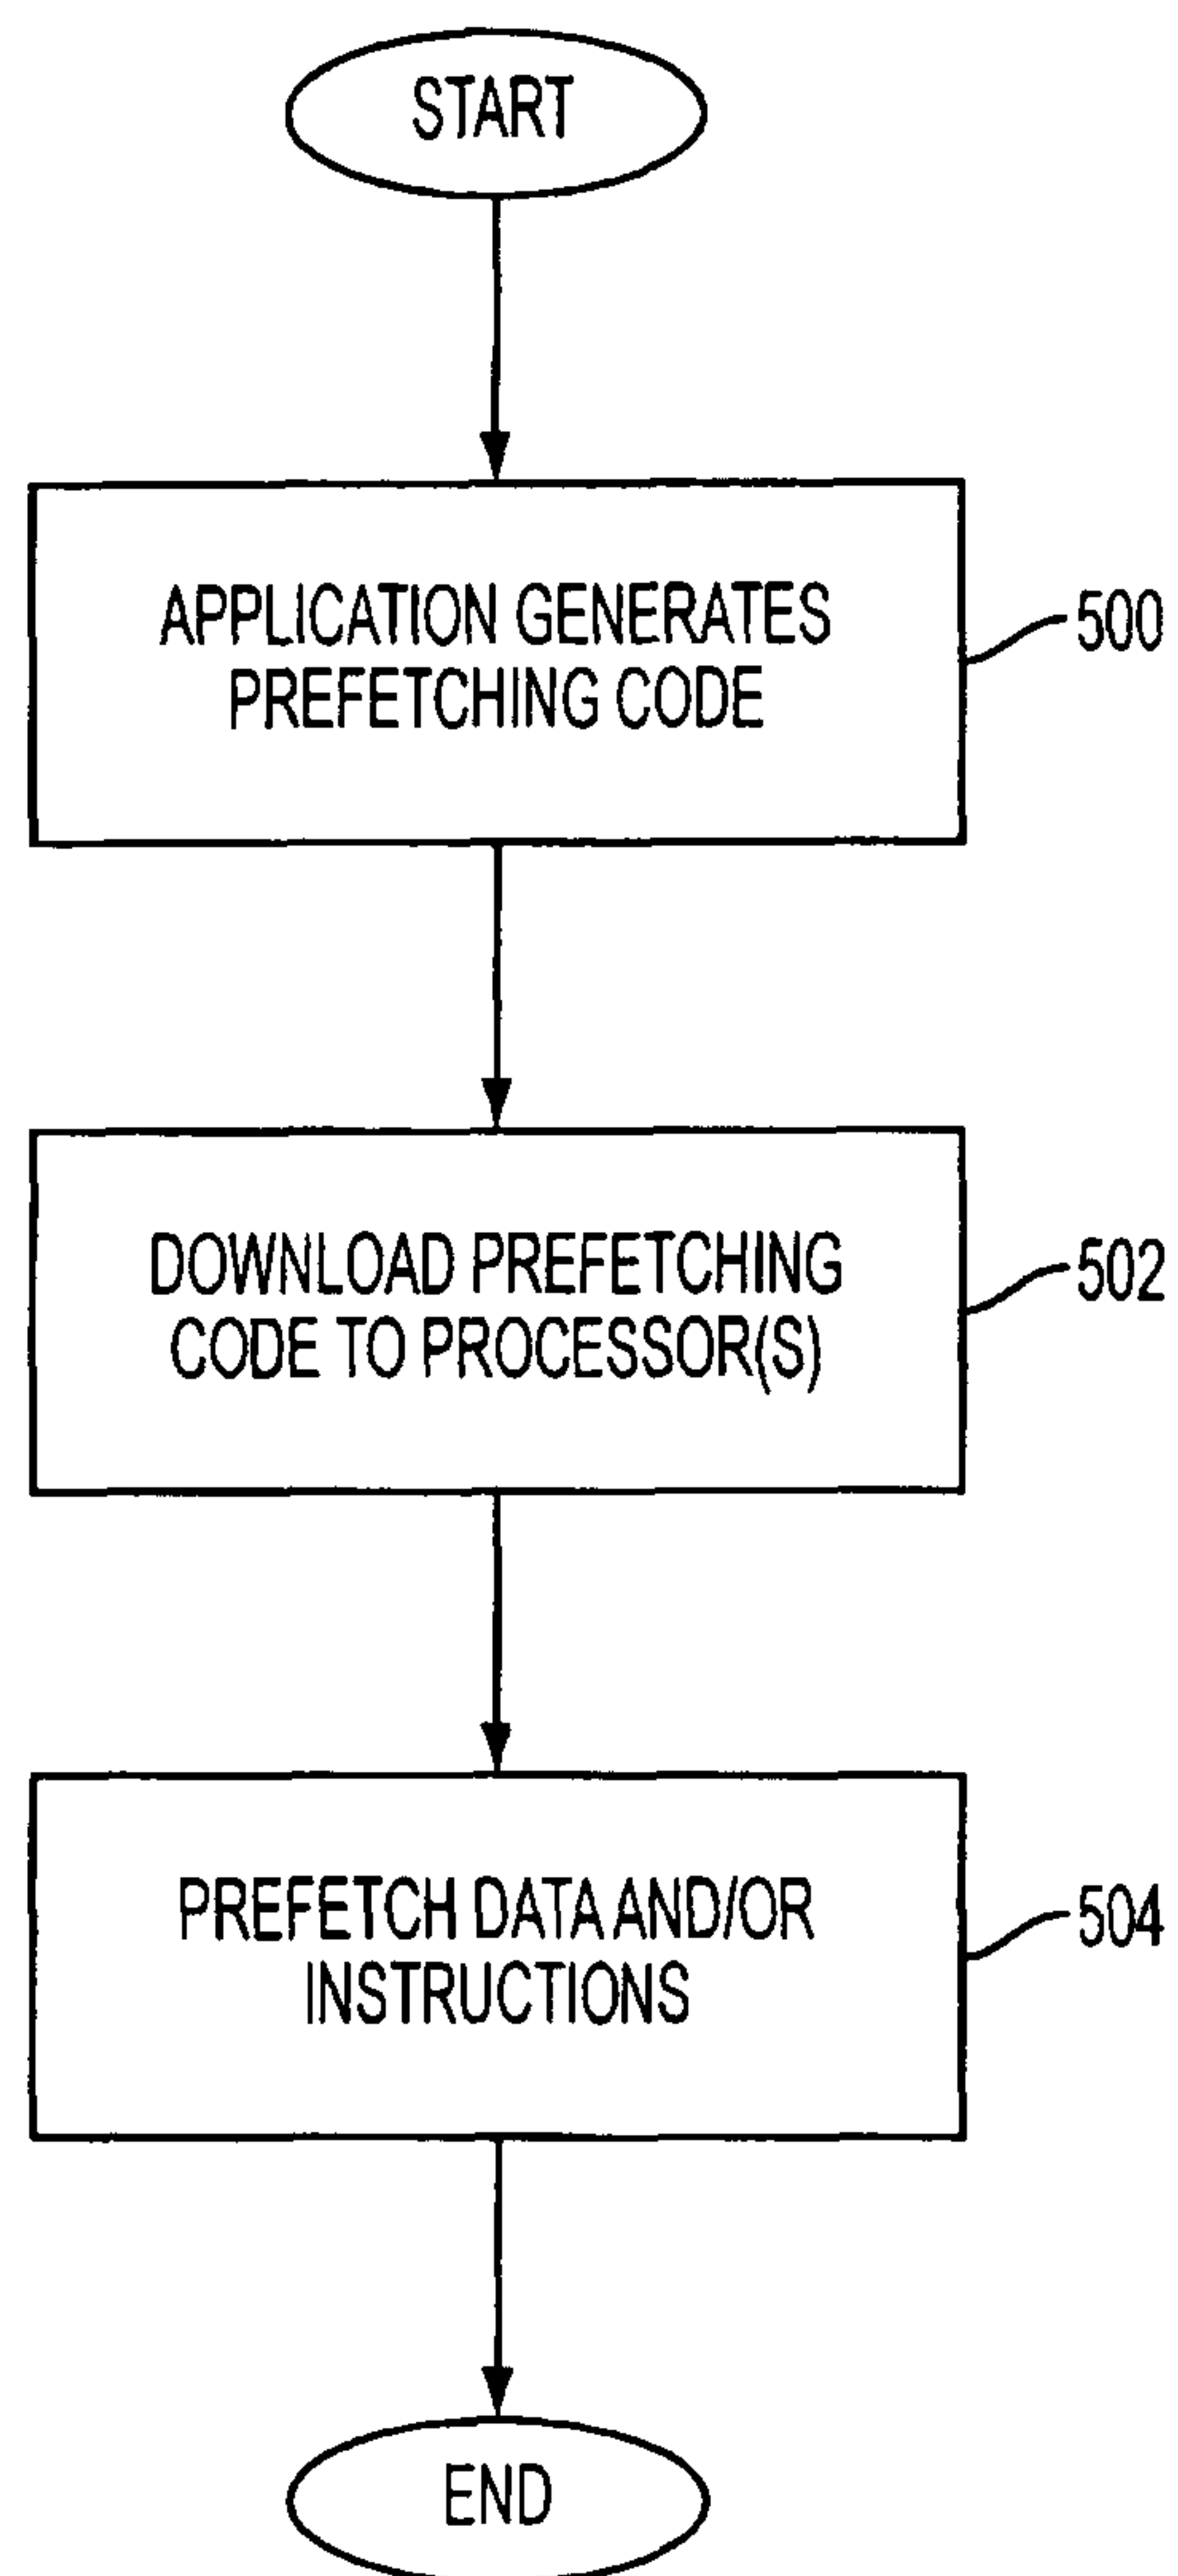 START
APPLICATION GENERATES
PREFETCHING CODE
500
DOWNLOAD PREFETCHING
CODE TO PROCESSOR(S)
502
PREFETCH DATA AND/OR
INSTRUCTIONS
504
END